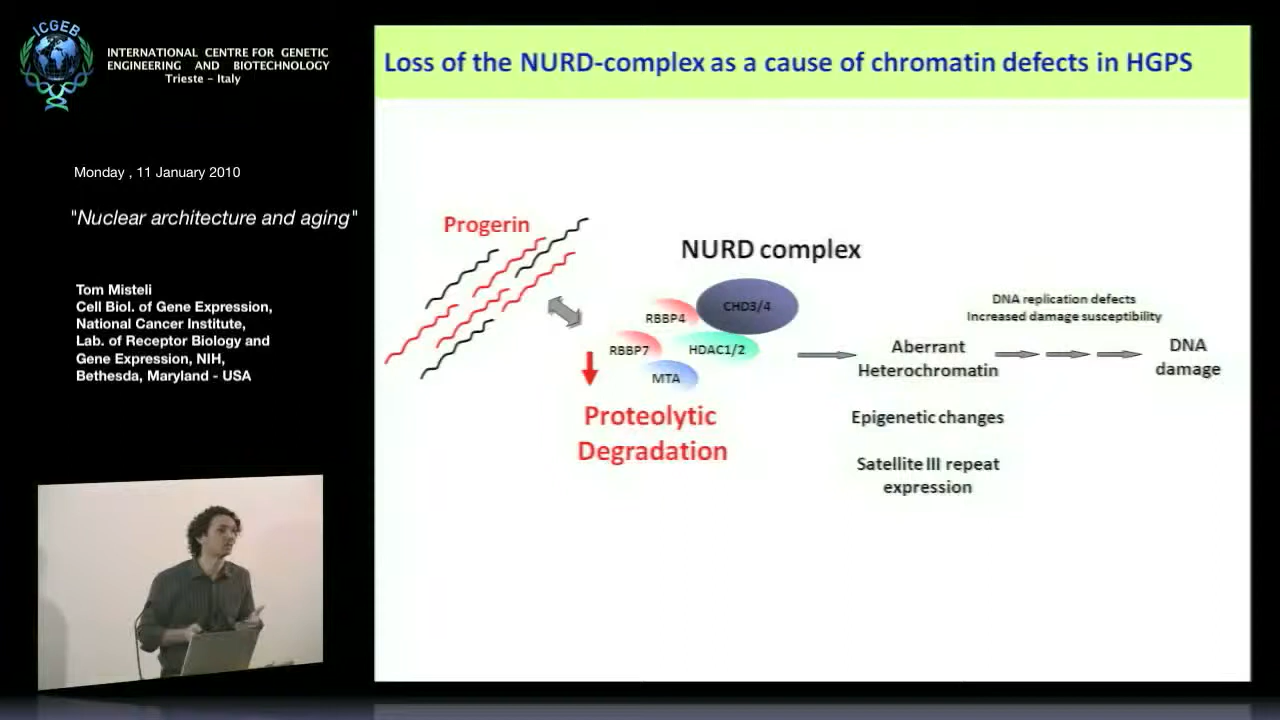 ICGEB
INTERNATIONAL CENTRE FOR GENETIC
ENGINEERING AND BIOTECHNOLOGY
Trieste - Italy
Monday , 11 January 2010
"Nuclear architecture and aging"
Tom Misteli
Cell Biol. of Gene Expression,
National Cancer Institute,
Lab. of Receptor Biology and
Gene Expression, NIH,
Bethesda, Maryland - USA
Loss of the NURD-complex as a cause of chromatin defects in HGPS
Progerin
NURD complex
CHD3/4
RBBP4
RBBP7
HDAC1/2
MTA
Proteolytic
Degradation
DNA replication defects
Increased damage susceptibility
Aberrant
Heterochromatin
DNA
damage
Epigenetic changes
Satellite III repeat
expression